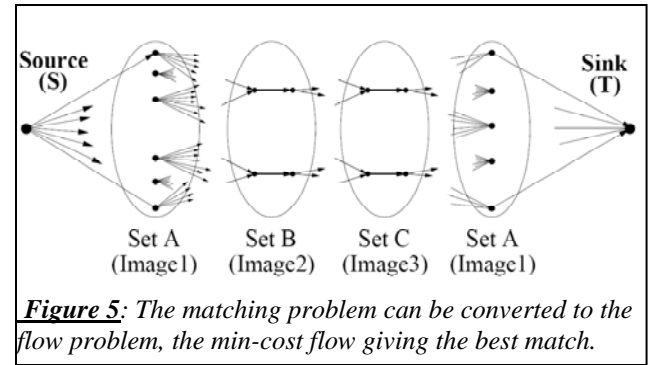 Source
(S)
Sink
(T)
Set A
(Image1)
Set B
(Image2)
Set C
(Image3)
Set A
(Image1)
Figure 5: The matching problem can be converted to the
flow problem, the min-cost flow giving the best match.